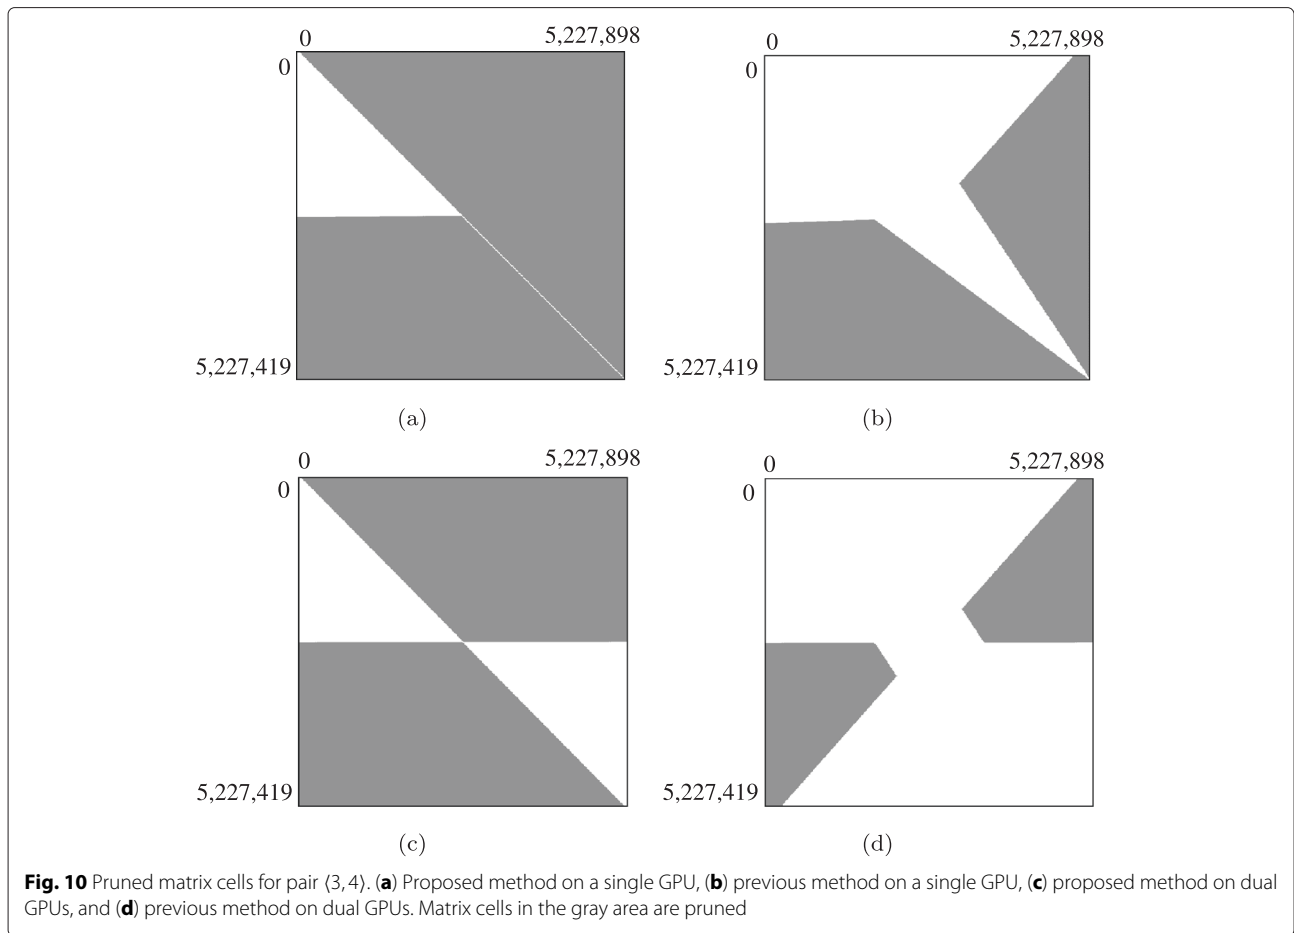 0 5,227,898
0
5,227,419
(a)
0 5,227,898
0
5,227,419
(b)
0 5,227,898
0
5,227,419
(c)
0 5,227,898
0
5,227,419
(d)
Fig. 10 Pruned matrix cells for pair ⟨3, 4⟩. (a) Proposed method on a single GPU, (b) previous method on a single GPU, (c) proposed method on dual
GPUs, and (d) previous method on dual GPUs. Matrix cells in the gray area are pruned